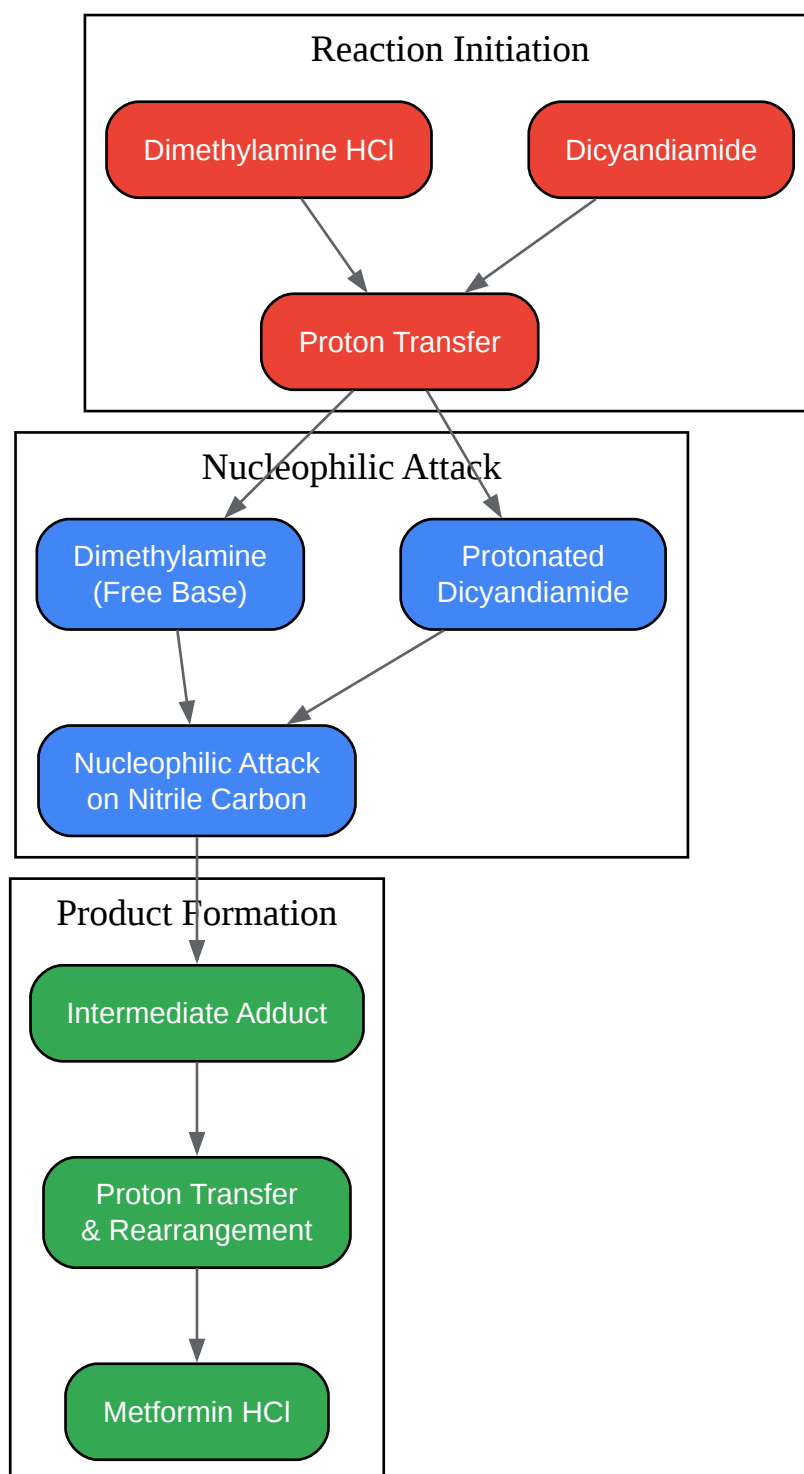 Reaction Initiation
Dimethylamine HCl
Dicyandiamide
Proton Transfer
Nucleophilic Attack
Dimethylamine
(Free Base)
Protonated
Dicyandiamide
Nucleophilic Attack
on Nitrile Carbon
Product Formation
Intermediate Adduct
Proton Transfer
& Rearrangement
Metformin HCl